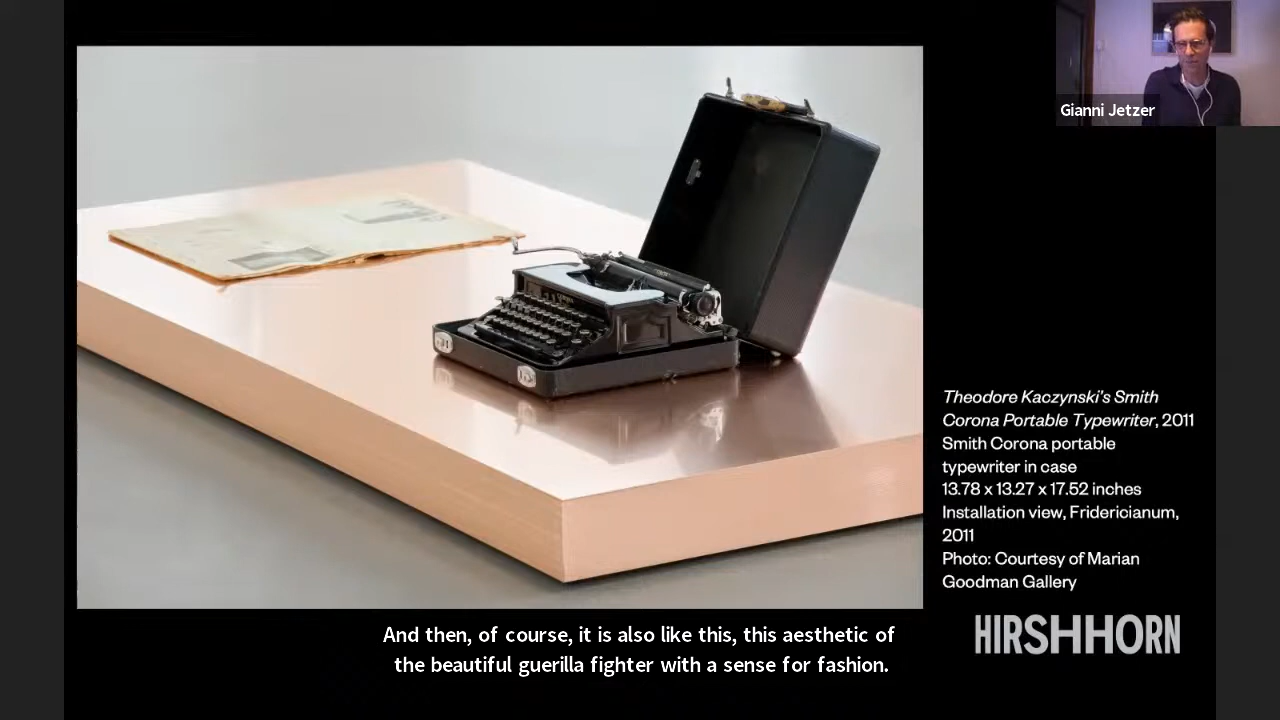 Gianni Jetzer
Theodore Kaczynski's Smith
Corona Portable Typewriter, 2011
Smith Corona portable
typewriter in case
13.78 x 13.27 x 17.52 inches
Installation view, Fridericianum,
2011
Photo: Courtesy of Marian
Goodman Gallery
HIRSHHORN
And then, of course, it is also like this, this aesthetic of
the beautiful guerilla fighter with a sense for fashion.